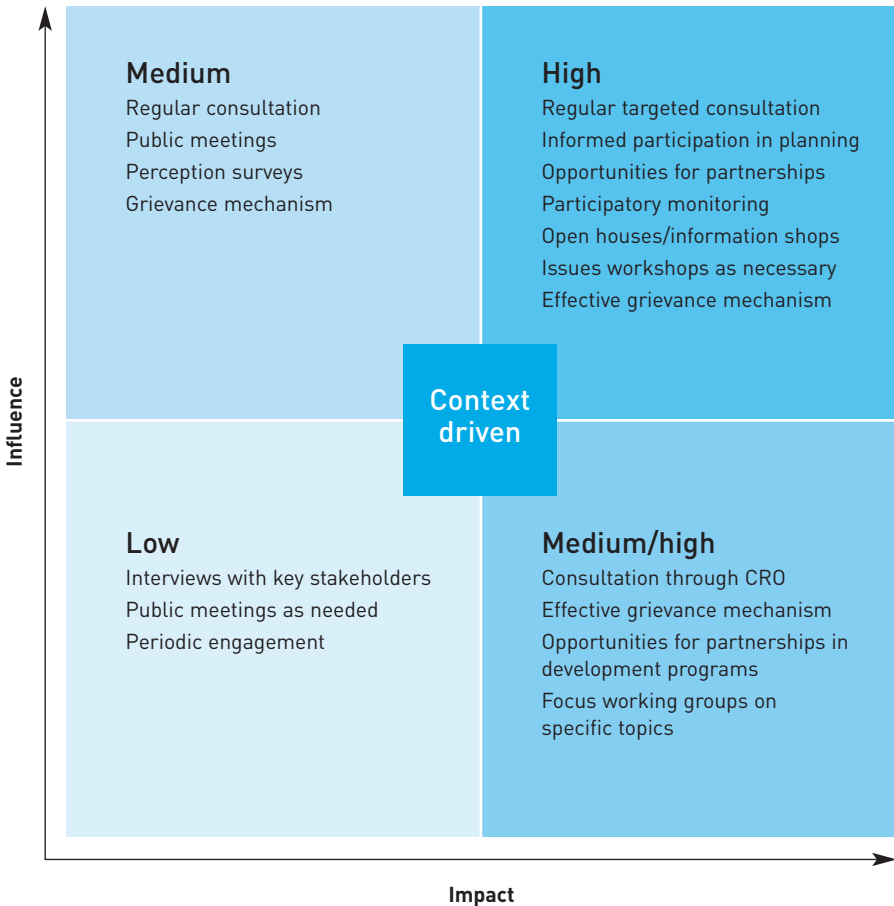 Medium
Regular consultation
Public meetings
Perception surveys
Grievance mechanism
High
Regular targeted consultation
Informed participation in planning
Opportunities for partnerships
Participatory monitoring
Open houses/information shops
Issues workshops as necessary
Effective grievance mechanism
Context
driven
Influence
Low
Interviews with key stakeholders
Public meetings as needed
Periodic engagement
Medium/high
Consultation through CRO
Effective grievance mechanism
Opportunities for partnerships in
development programs
Focus working groups on
specific topics
Impact